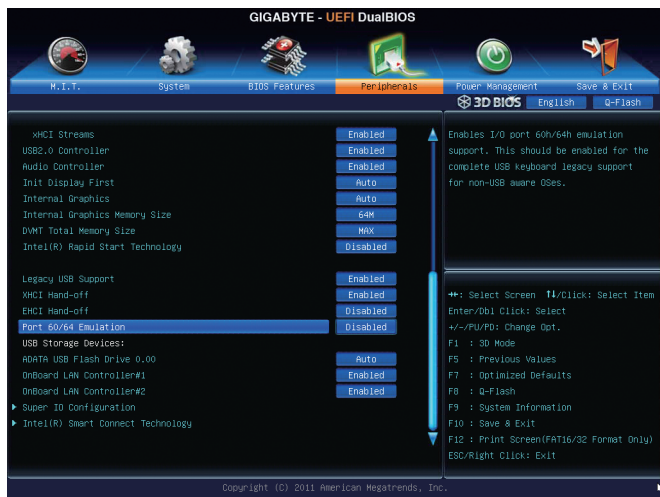 GIGABYTE - UEFI DualBIOS
M.I.T. System BIOS Features Peripherals Power Management Save & Exit
3D BIOS English Q-Flash
xHCI Streams Enabled
USB2.0 Controller Enabled
Audio Controller Enabled
Init Display First Auto
Internal Graphics Auto
Internal Graphics Memory Size 64M
DVMT Total Memory Size MAX
Intel(R) Rapid Start Technology Disabled
Legacy USB Support Enabled
XHCI Hand-off Enabled
EHCI Hand-off Disabled
Port 60/64 Emulation Disabled
USB Storage Devices:
ADATA USB Flash Drive 0.00 Auto
OnBoard LAN Controller#1 Enabled
OnBoard LAN Controller#2 Enabled
Super IO Configuration
Intel(R) Smart Connect Technology
Enables I/O port 60h/64h emulation
support. This should be enabled for the
complete USB keyboard legacy support
for non-USB aware OSes.
→←: Select Screen ↑↓/Click: Select Item
Enter/Dbl Click: Select
+/-/PU/PD: Change Opt.
F1 : 3D Mode
F5 : Previous Values
F7 : Optimized Defaults
F8 : Q-Flash
F9 : System Information
F10 : Save & Exit
F12 : Print Screen(FAT16/32 Format Only)
ESC/Right Click: Exit
Copyright (C) 2011 American Megatrends, Inc.